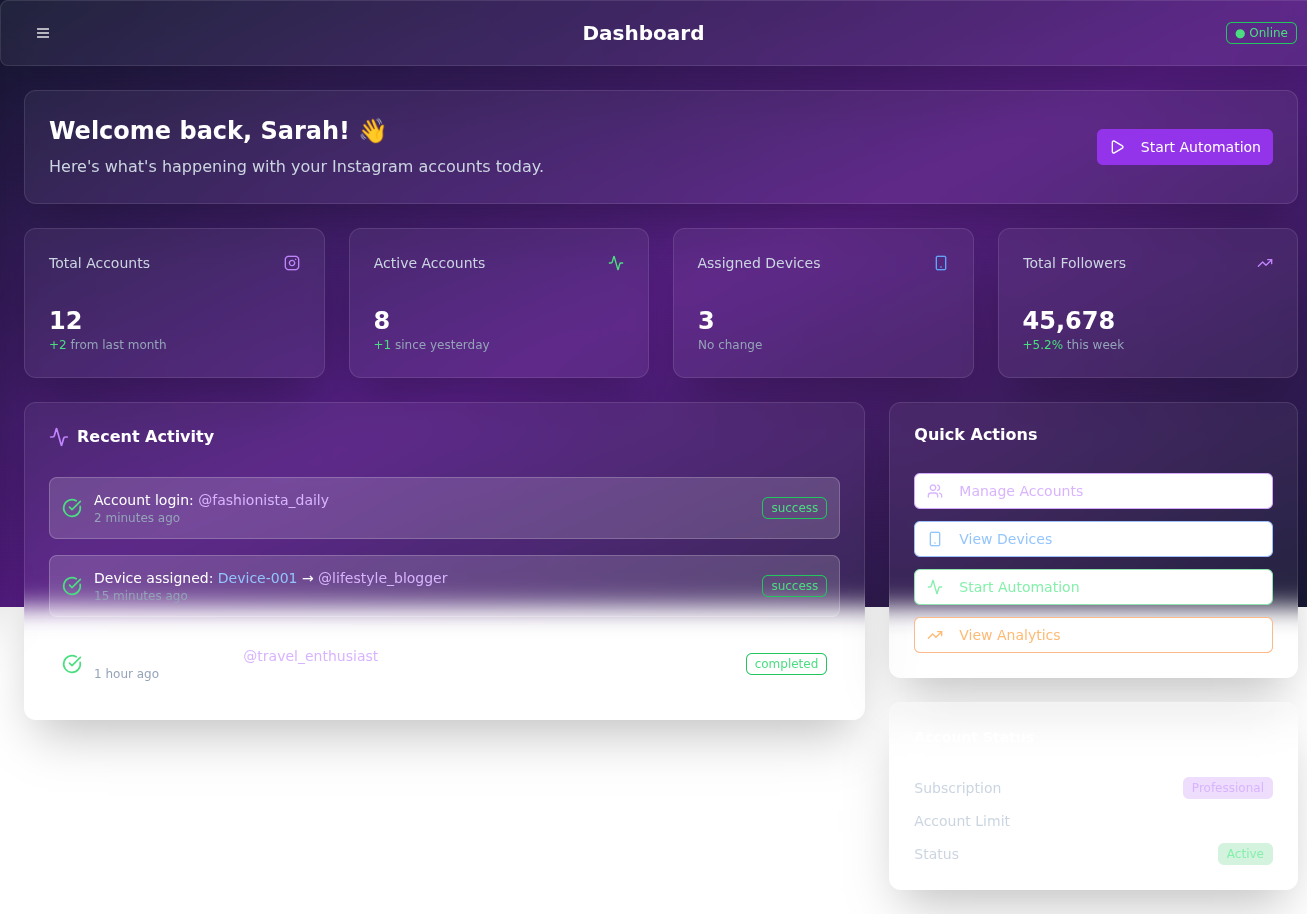 Dashboard
Online
Welcome back, Sarah! 👋
Here's what's happening with your Instagram accounts today.
Start Automation
Total Accounts
12
+2 from last month
Active Accounts
8
+1 since yesterday
Assigned Devices
3
No change
Total Followers
45,678
+5.2% this week
Recent Activity
Account login: @fashionista_daily
2 minutes ago
success
Device assigned: Device-001 → @lifestyle_blogger
15 minutes ago
success
@travel_enthusiast
1 hour ago
completed
Quick Actions
Manage Accounts
View Devices
Start Automation
View Analytics
Account Status
Subscription
Professional
Account Limit
Status
Active